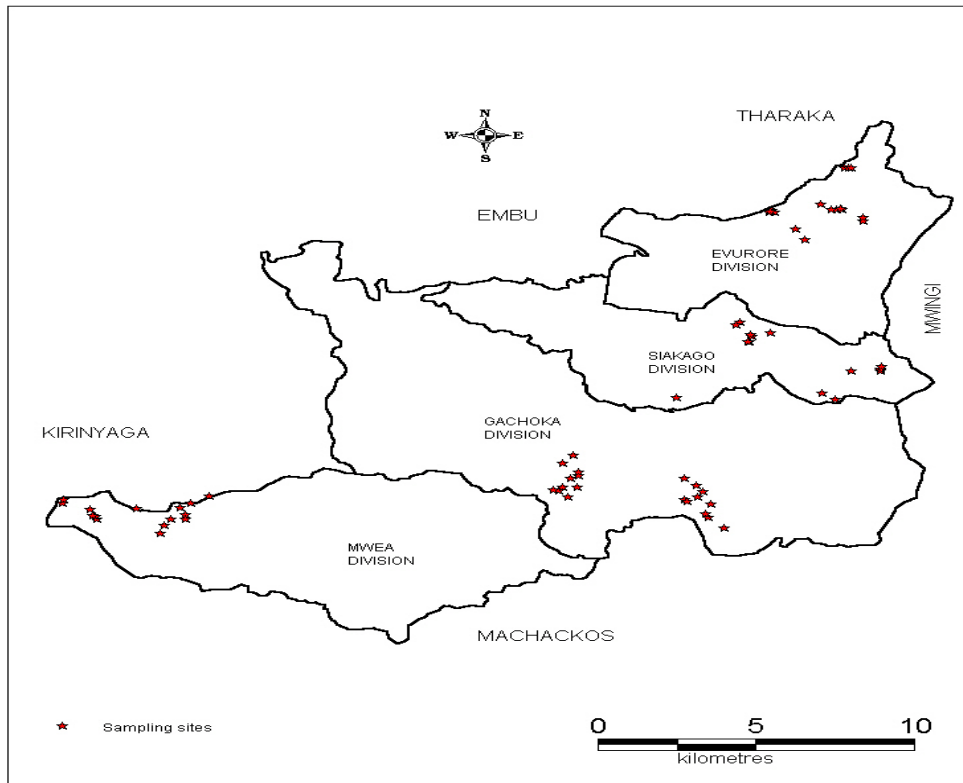 THARAKA
N
W E
S
EMBU
EVURORE
DIVISION
MWINGI
SIAKAGO
DIVISION
GACHOKA
DIVISION
KIRINYAGA
MWEA
DIVISION
MACHACKOS
Sampling sites
0 5 10
kilometres